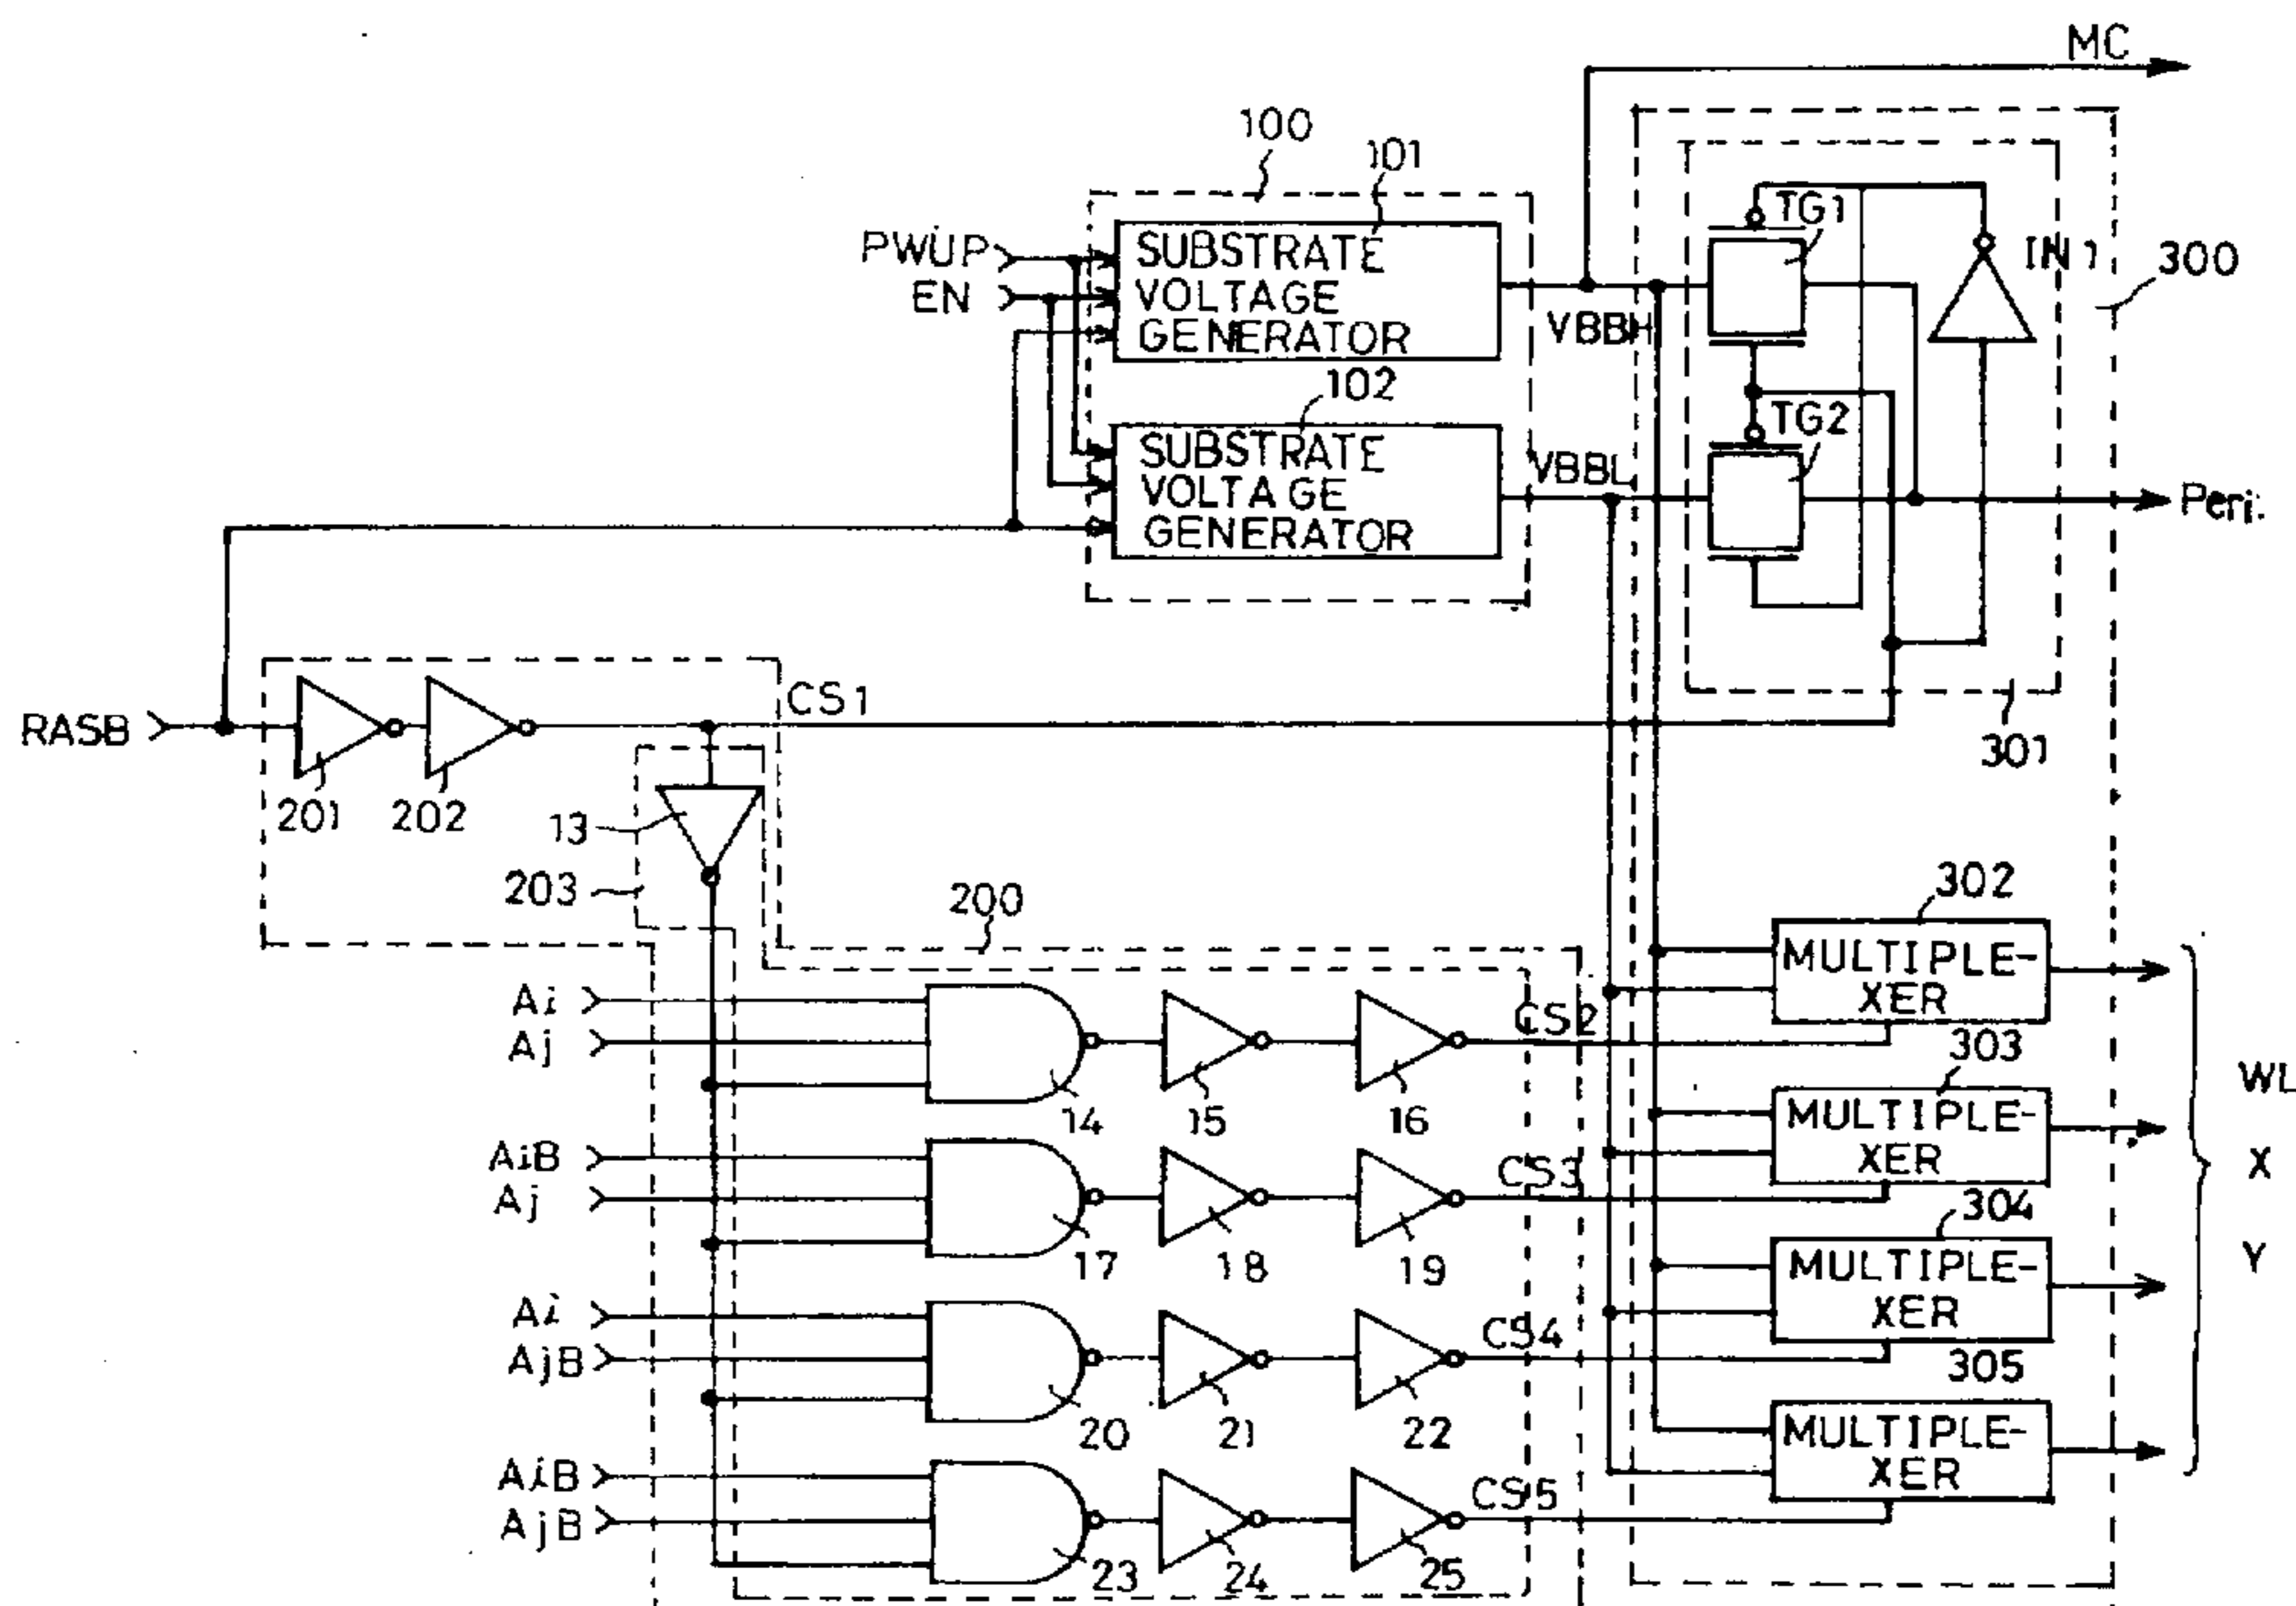 MC
100
101
PWUP
EN
SUBSTRATE
VOLTAGE
GENERATOR
VBBH
TG1
IN1
300
102
SUBSTRATE
VOLTAGE
GENERATOR
VBBL
TG2
Peri.
RASB
201
202
CS1
301
13
203
200
302
MULTIPLE-
XER
Ai
Aj
14
15
16
CS2
303
MULTIPLE-
XER
AiB
Aj
17
18
19
CS3
304
MULTIPLE-
XER
Ai
AjB
20
21
22
CS4
305
MULTIPLE-
XER
AiB
AjB
23
24
25
CS5
WL
X
Y